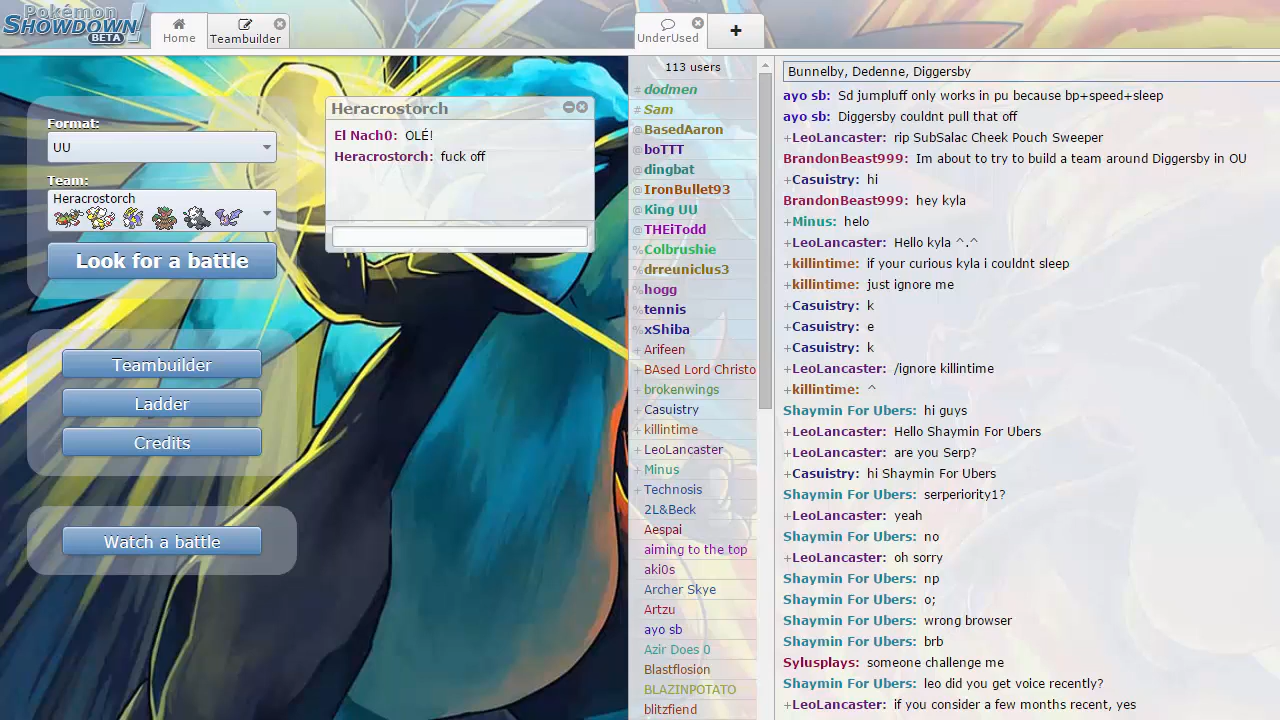 Pokémon
SHOWDOWN!
BETA
Home
Teambuilder
UnderUsed
+
Format:
UU
Team:
Heracrostorch
Look for a battle
Teambuilder
Ladder
Credits
Watch a battle
Heracrostorch
El Nach0: OLÉ!
Heracrostorch: fuck off
113 users
# dodmen
# Sam
@BasedAaron
@boTTT
@dingbat
@IronBullet93
@King UU
@THEiTodd
%Colbrushie
%drreuniclus3
%hogg
%tennis
%xShiba
+Arifeen
+BAsed Lord Christo
+brokenwings
+Casuistry
+killintime
+LeoLancaster
+Minus
+Technosis
2L&Beck
Aespai
aiming to the top
aki0s
Archer Skye
Artzu
ayo sb
Azir Does 0
Blastflosion
BLAZINPOTATO
blitzfiend
Bunnelby, Dedenne, Diggersby
ayo sb: Sd jumpluff only works in pu because bp+speed+sleep
ayo sb: Diggersby couldnt pull that off
+LeoLancaster: rip SubSalac Cheek Pouch Sweeper
BrandonBeast999: Im about to try to build a team around Diggersby in OU
+Casuistry: hi
BrandonBeast999: hey kyla
+Minus: helo
+LeoLancaster: Hello kyla ^.^
+killintime: if your curious kyla i couldnt sleep
+killintime: just ignore me
+Casuistry: k
+Casuistry: e
+Casuistry: k
+LeoLancaster: /ignore killintime
+killintime: ^
Shaymin For Ubers: hi guys
+LeoLancaster: Hello Shaymin For Ubers
+LeoLancaster: are you Serp?
+Casuistry: hi Shaymin For Ubers
Shaymin For Ubers: serperiority1?
+LeoLancaster: yeah
Shaymin For Ubers: no
+LeoLancaster: oh sorry
Shaymin For Ubers: np
Shaymin For Ubers: o;
Shaymin For Ubers: wrong browser
Shaymin For Ubers: brb
Sylusplays: someone challenge me
Shaymin For Ubers: leo did you get voice recently?
+LeoLancaster: if you consider a few months recent, yes